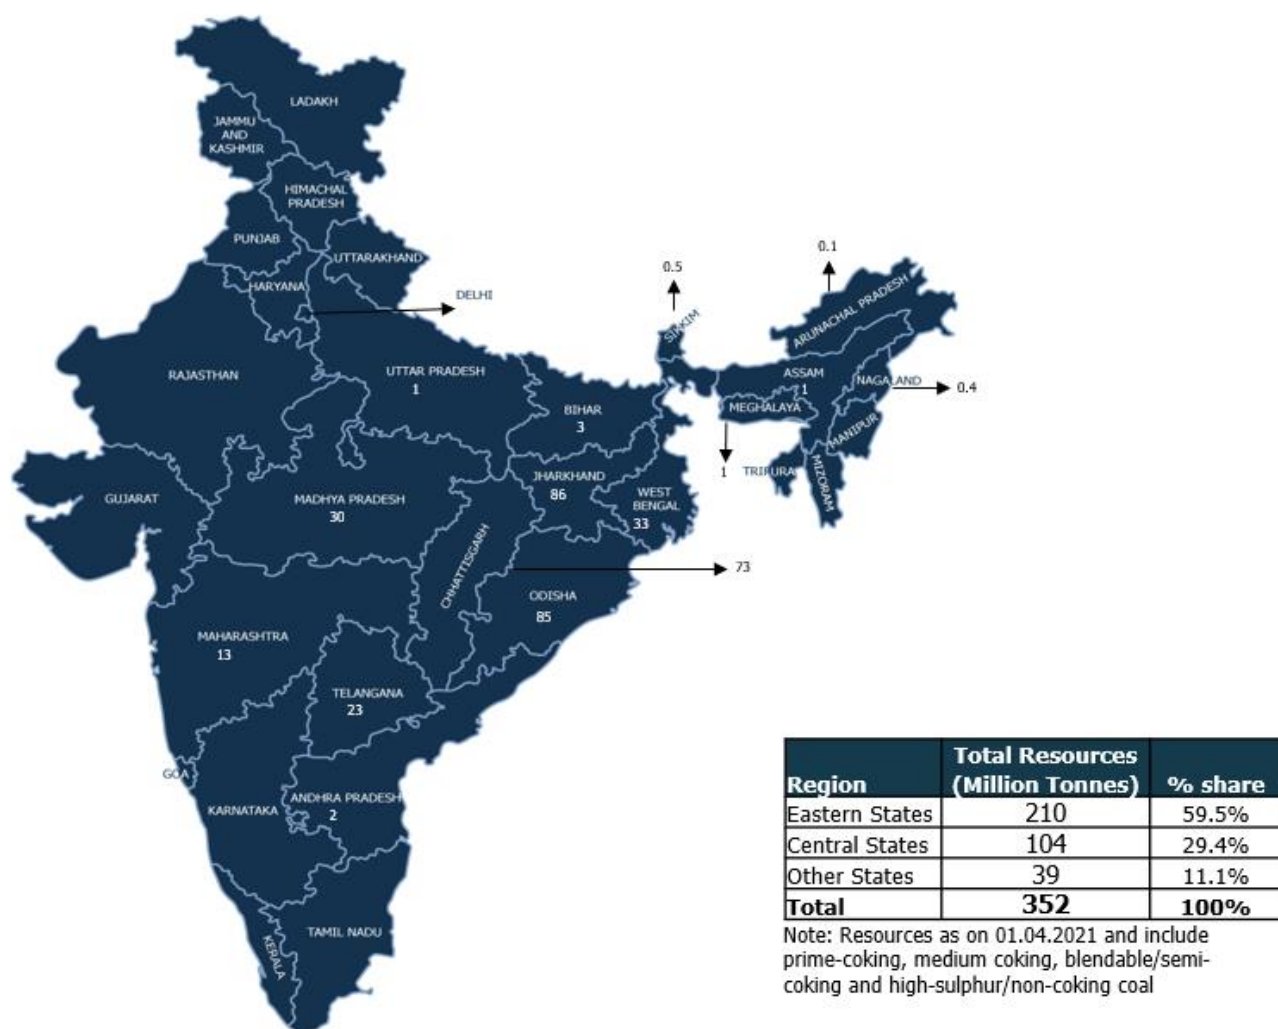 LADAKH
JAMMU
AND
KASHMIR
HIMACHAL
PRADESH
PUNJAB
UTTARAKHAND
HARYANA
DELHI
0.5
0.1
SIKKIM
ARUNACHAL PRADESH
RAJASTHAN
UTTAR PRADESH
1
ASSAM
1
NAGALAND
0.4
BIHAR
3
MEGHALAYA
1
MANIPUR
TRIPURA
MIZORAM
GUJARAT
MADHYA PRADESH
30
JHARKHAND
86
WEST
BENGAL
33
CHHATTISGARH
73
ODISHA
85
MAHARASHTRA
13
TELANGANA
23
GOA
KARNATAKA
ANDHRA PRADESH
2
KERALA
TAMIL NADU
Region Total Resources (Million Tonnes) % share
Eastern States 210 59.5%
Central States 104 29.4%
Other States 39 11.1%
Total 352 100%
Note: Resources as on 01.04.2021 and include
prime-coking, medium coking, blendable/semi-
coking and high-sulphur/non-coking coal